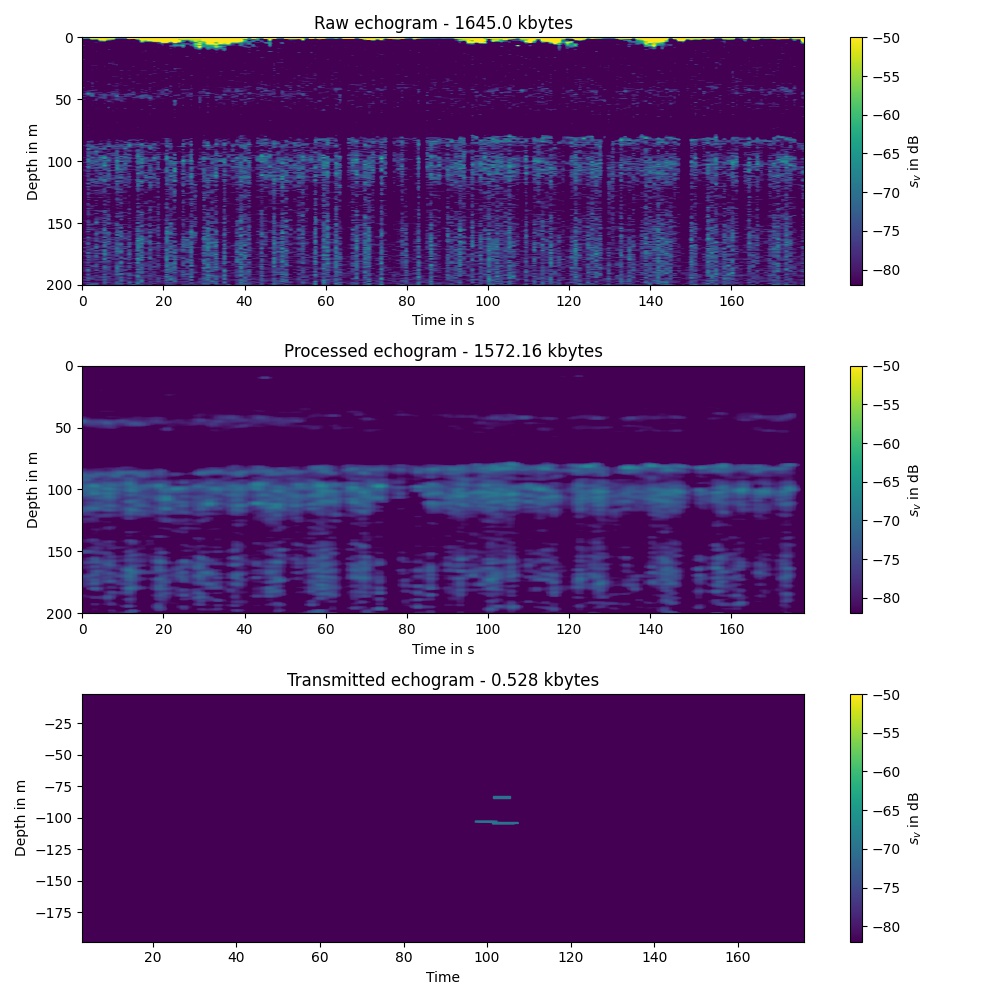 Raw echogram - 1645.0 kbytes
0
50
100
150
200
Depth in m
0 20 40 60 80 100 120 140 160
Time in s
−50
−55
−60
−65
−70
−75
−80
sᵥ in dB
Processed echogram - 1572.16 kbytes
0
50
100
150
200
Depth in m
0 20 40 60 80 100 120 140 160
Time in s
−50
−55
−60
−65
−70
−75
−80
sᵥ in dB
Transmitted echogram - 0.528 kbytes
−25
−50
−75
−100
−125
−150
−175
Depth in m
20 40 60 80 100 120 140 160
Time
−50
−55
−60
−65
−70
−75
−80
sᵥ in dB